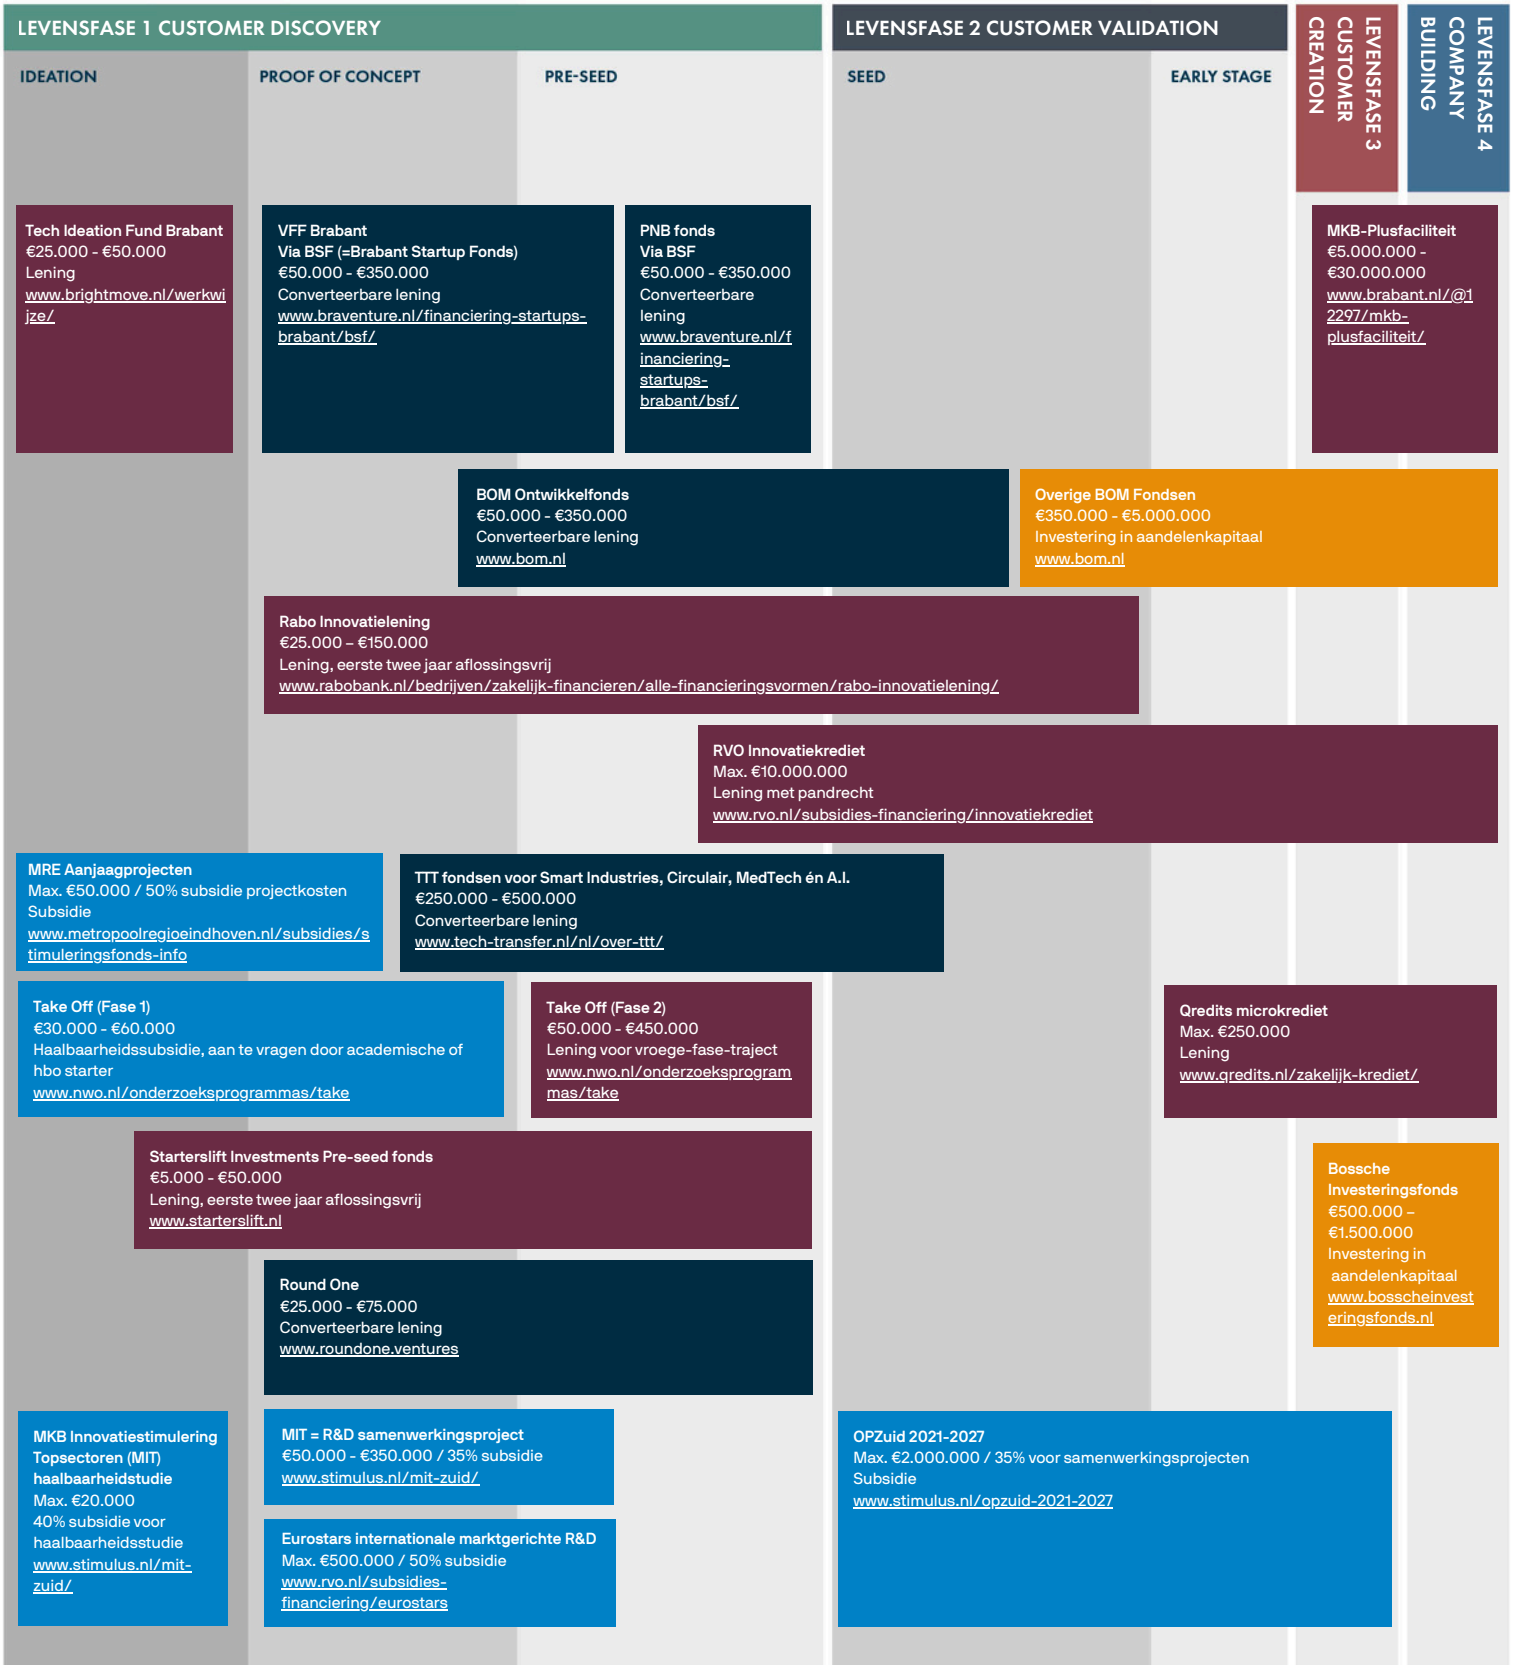 LEVENSFASE 1 CUSTOMER DISCOVERY
LEVENSFASE 2 CUSTOMER VALIDATION
LEVENSFASE 3
CUSTOMER
CREATION
LEVENSFASE 4
COMPANY
BUILDING
IDEATION
PROOF OF CONCEPT
PRE-SEED
SEED
EARLY STAGE
Tech Ideation Fund Brabant
€25.000 - €50.000
Lening
www.brightmove.nl/werkwi
jze/
VFF Brabant
Via BSF (=Brabant Startup Fonds)
€50.000 - €350.000
Converteerbare lening
www.braventure.nl/financiering-startups-
brabant/bsf/
PNB fonds
Via BSF
€50.000 - €350.000
Converteerbare
lening
www.braventure.nl/f
inanciering-
startups-
brabant/bsf/
MKB-Plusfaciliteit
€5.000.000 -
€30.000.000
www.brabant.nl/@1
2297/mkb-
plusfaciliteit/
BOM Ontwikkelfonds
€50.000 - €350.000
Converteerbare lening
www.bom.nl
Overige BOM Fondsen
€350.000 - €5.000.000
Investering in aandelenkapitaal
www.bom.nl
Rabo Innovatielening
€25.000 – €150.000
Lening, eerste twee jaar aflossingsvrij
www.rabobank.nl/bedrijven/zakelijk-financieren/alle-financieringsvormen/rabo-innovatielening/
RVO Innovatiekrediet
Max. €10.000.000
Lening met pandrecht
www.rvo.nl/subsidies-financiering/innovatiekrediet
MRE Aanjaagprojecten
Max. €50.000 / 50% subsidie projectkosten
Subsidie
www.metropoolregioeindhoven.nl/subsidies/s
timuleringsfonds-info
TTT fondsen voor Smart Industries, Circulair, MedTech én A.I.
€250.000 - €500.000
Converteerbare lening
www.tech-transfer.nl/nl/over-ttt/
Take Off (Fase 1)
€30.000 - €60.000
Haalbaarheidssubsidie, aan te vragen door academische of
hbo starter
www.nwo.nl/onderzoeksprogrammas/take
Take Off (Fase 2)
€50.000 - €450.000
Lening voor vroege-fase-traject
www.nwo.nl/onderzoeksprogram
mas/take
Qredits microkrediet
Max. €250.000
Lening
www.qredits.nl/zakelijk-krediet/
Starterslift Investments Pre-seed fonds
€5.000 - €50.000
Lening, eerste twee jaar aflossingsvrij
www.starterslift.nl
Bossche
Investeringsfonds
€500.000 –
€1.500.000
Investering in
aandelenkapitaal
www.bosscheinvest
eringsfonds.nl
Round One
€25.000 - €75.000
Converteerbare lening
www.roundone.ventures
MKB Innovatiestimulering
Topsectoren (MIT)
haalbaarheidstudie
Max. €20.000
40% subsidie voor
haalbaarheidsstudie
www.stimulus.nl/mit-
zuid/
MIT = R&D samenwerkingsproject
€50.000 - €350.000 / 35% subsidie
www.stimulus.nl/mit-zuid/
Eurostars internationale marktgerichte R&D
Max. €500.000 / 50% subsidie
www.rvo.nl/subsidies-
financiering/eurostars
OPZuid 2021-2027
Max. €2.000.000 / 35% voor samenwerkingsprojecten
Subsidie
www.stimulus.nl/opzuid-2021-2027